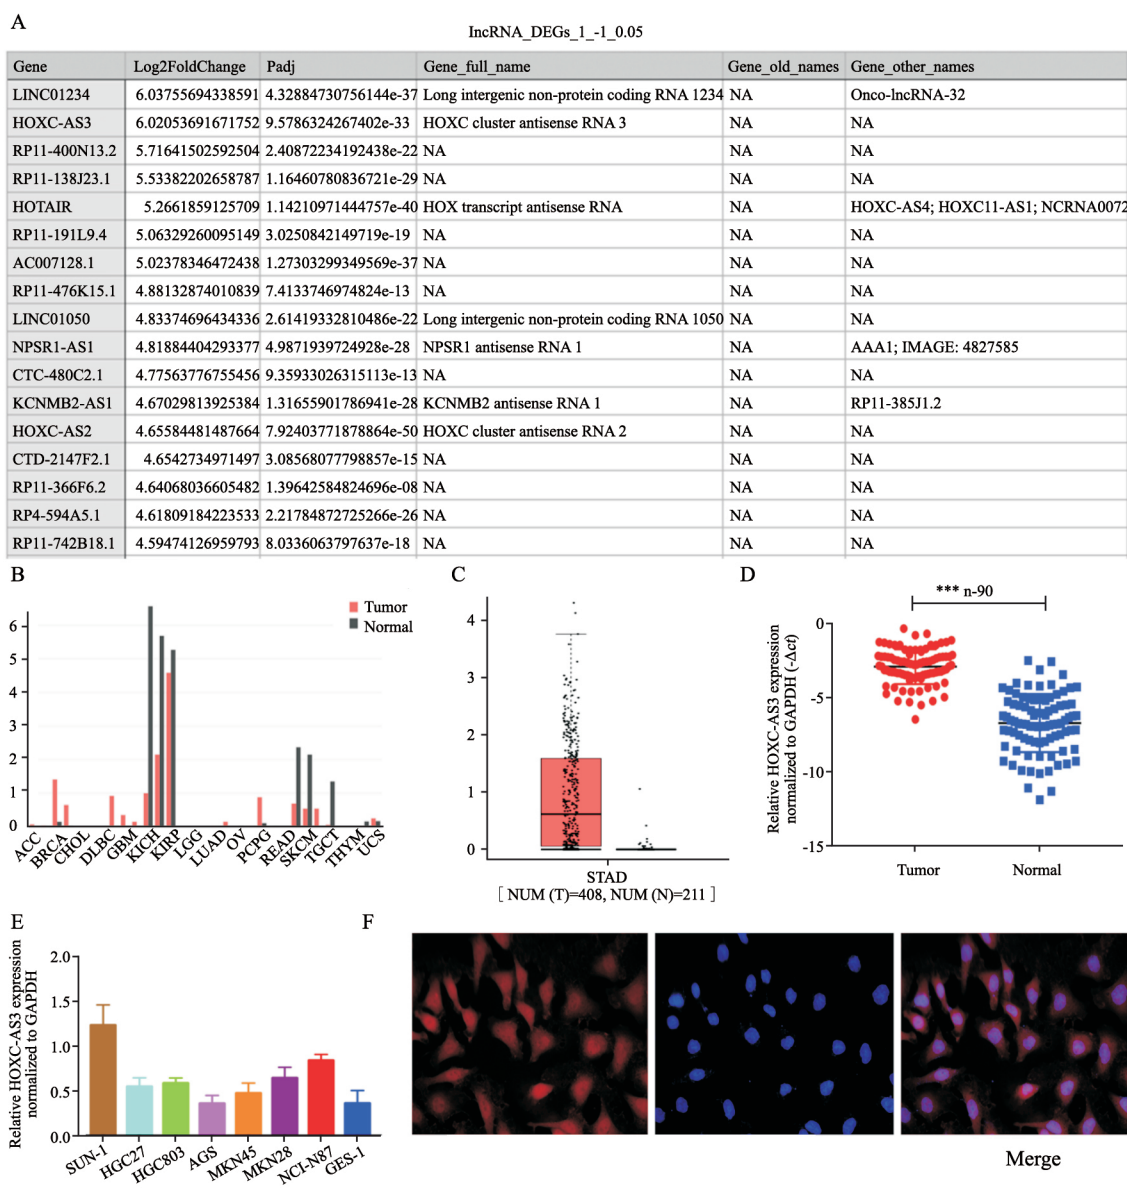 A
lncRNA_DEGs_1_-1_0.05
Gene Log2FoldChange Padj Gene_full_name Gene_old_names Gene_other_names
LINC01234 6.03755694338591 4.32884730756144e-37 Long intergenic non-protein coding RNA 1234 NA Onco-lncRNA-32
HOXC-AS3 6.02053691671752 9.5786324267402e-33 HOXC cluster antisense RNA 3 NA NA
RP11-400N13.2 5.71641502592504 2.40872234192438e-22 NA NA NA
RP11-138J23.1 5.53382202658787 1.16460780836721e-29 NA NA NA
HOTAIR 5.2661859125709 1.14210971444757e-40 HOX transcript antisense RNA NA HOXC-AS4; HOXC11-AS1; NCRNA0072
RP11-191L9.4 5.06329260095149 3.0250842149719e-19 NA NA NA
AC007128.1 5.02378346472438 1.27303299349569e-37 NA NA NA
RP11-476K15.1 4.88132874010839 7.4133746974824e-13 NA NA NA
LINC01050 4.83374696434336 2.61419332810486e-22 Long intergenic non-protein coding RNA 1050 NA NA
NPSR1-AS1 4.81884404293377 4.9871939724928e-28 NPSR1 antisense RNA 1 NA AAA1; IMAGE: 4827585
CTC-480C2.1 4.77563776755456 9.35933026315113e-13 NA NA NA
KCNMB2-AS1 4.67029813925384 1.31655901786941e-28 KCNMB2 antisense RNA 1 NA RP11-385J1.2
HOXC-AS2 4.65584481487664 7.92403771878864e-50 HOXC cluster antisense RNA 2 NA NA
CTD-2147F2.1 4.6542734971497 3.08568077798857e-15 NA NA NA
RP11-366F6.2 4.64068036605482 1.39642584824696e-08 NA NA NA
RP4-594A5.1 4.61809184223533 2.21784872725266e-26 NA NA NA
RP11-742B18.1 4.59474126959793 8.0336063797637e-18 NA NA NA
B
Tumor
Normal
6
5
4
3
2
1
0
ACC BRCA CHOL DLBC GBM KICH KIRP LGG LUAD OV PCPG READ SKCM TGCT THYM UCS
C
4
3
2
1
0
STAD
[ NUM (T)=408, NUM (N)=211 ]
D
*** n-90
Relative HOXC-AS3 expression
normalized to GAPDH (-Δct)
0
-5
-10
-15
Tumor Normal
E
Relative HOXC-AS3 expression
normalized to GAPDH
2.0
1.5
1.0
0.5
0.0
SUN-1 HGC27 HGC803 AGS MKN45 MKN28 NCI-N87 GES-1
F
Merge